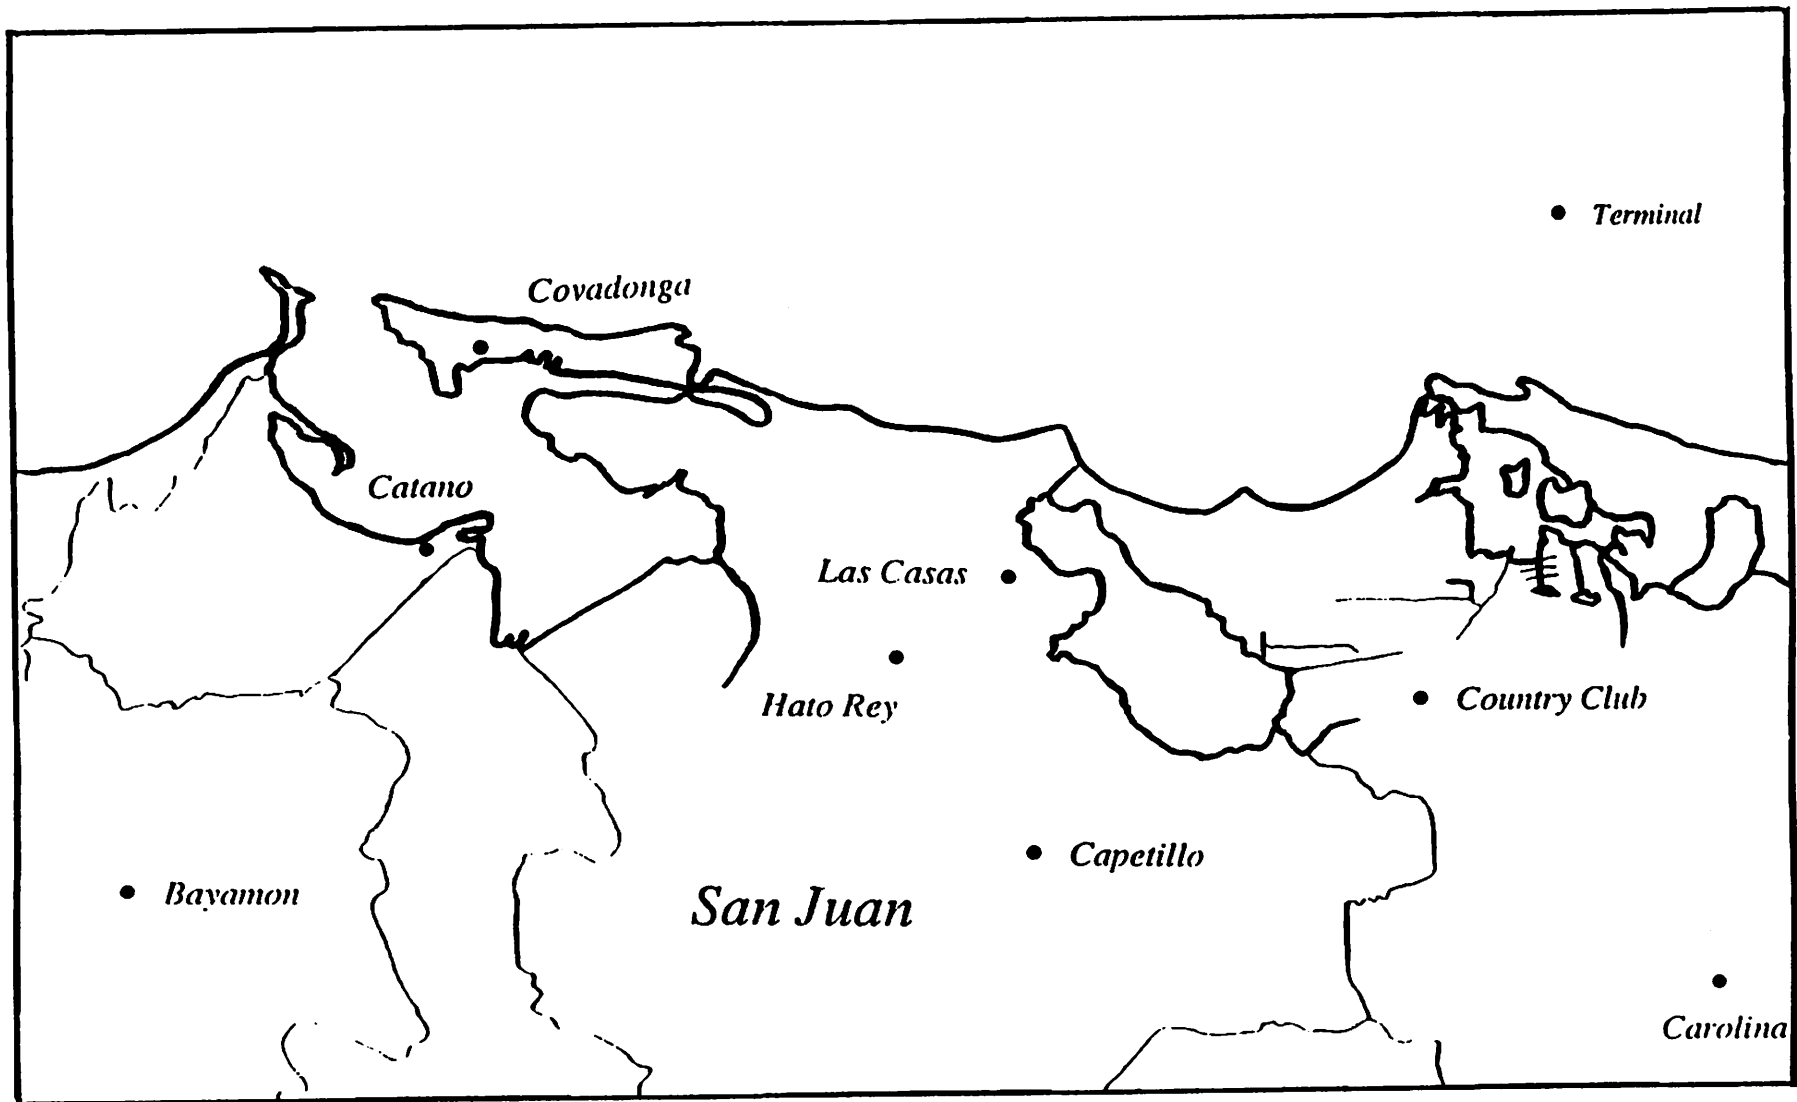 Terminal
Covadonga
Catano
Las Casas
Hato Rey
Country Club
Capetillo
Bayamon
San Juan
Carolina